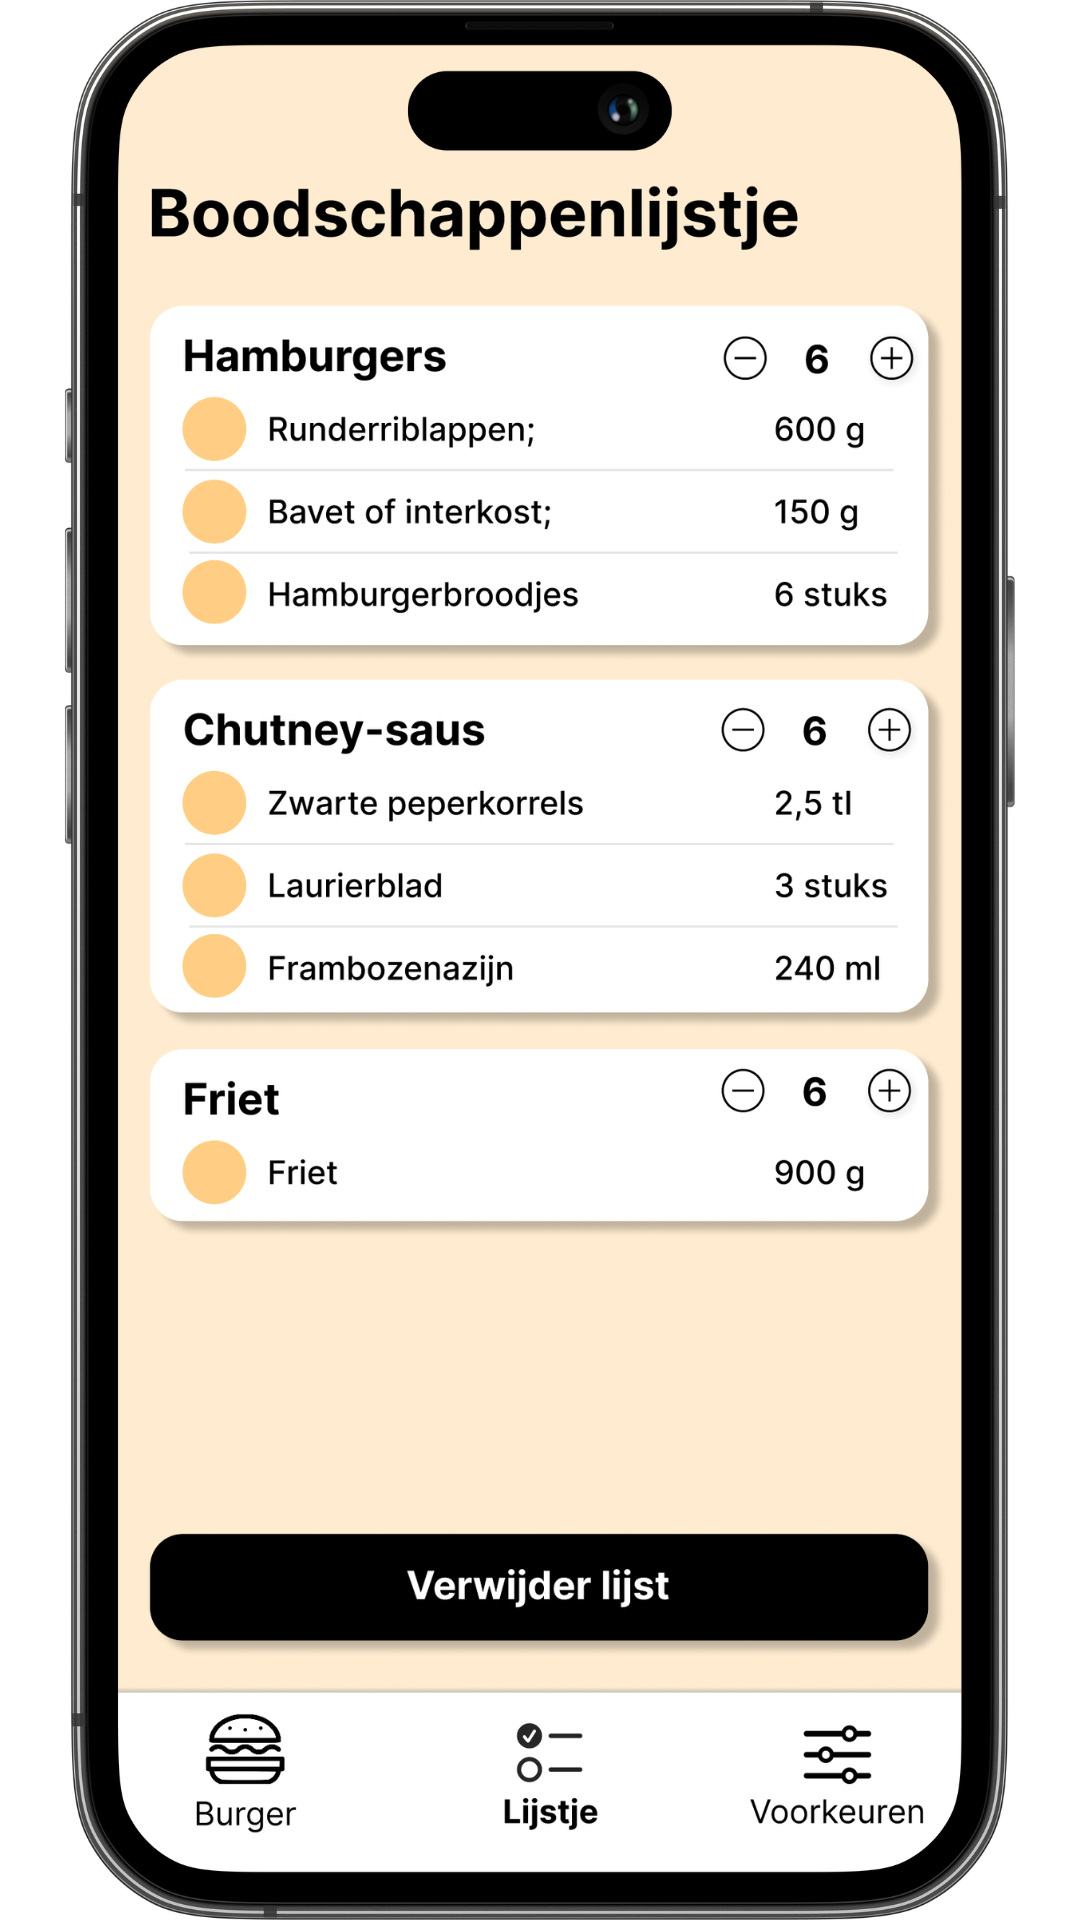 Boodschappenlijstje
Hamburgers 6
Runderriblappen; 600 g
Bavet of interkost; 150 g
Hamburgerbroodjes 6 stuks
Chutney-saus 6
Zwarte peperkorrels 2,5 tl
Laurierblad 3 stuks
Frambozenazijn 240 ml
Friet 6
Friet 900 g
Verwijder lijst
Burger Lijstje Voorkeuren